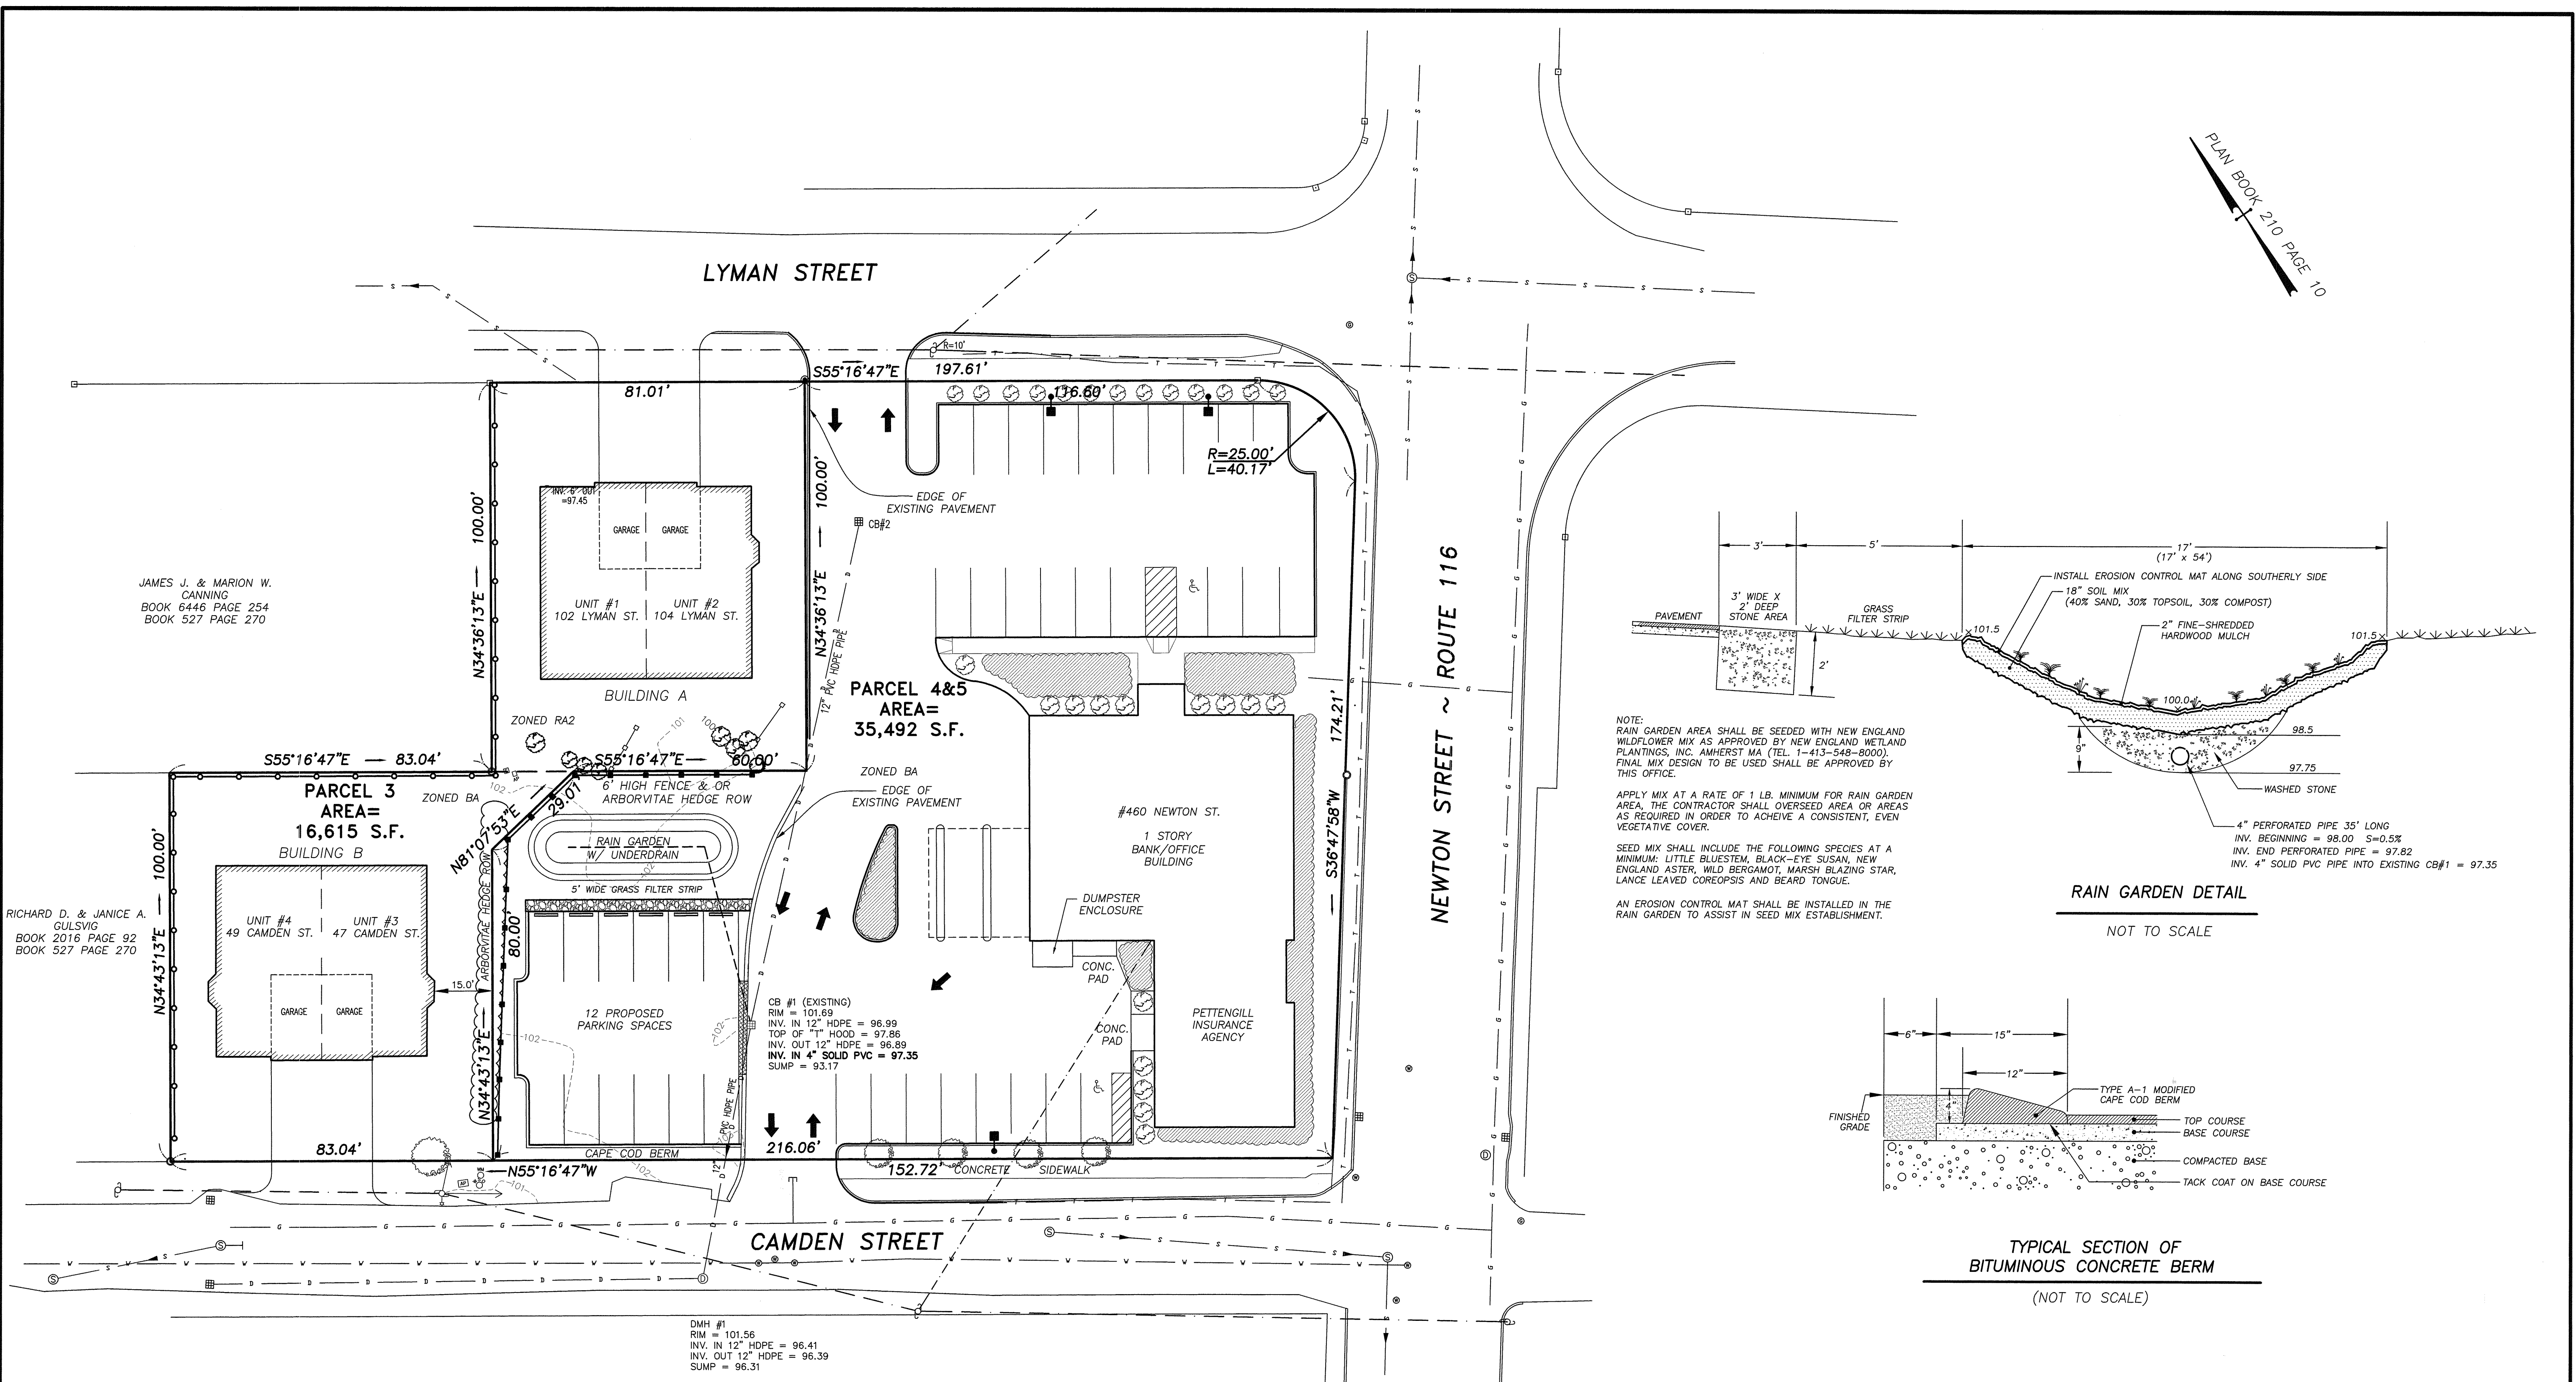 PLAN BOOK 210 PAGE 10
LYMAN STREET
R=10'
S55°16'47"E
197.61'
81.01'
116.60'
R=25.00'
L=40.17'
N34°36'13"E
100.00'
N34°36'13"E
100.00'
EDGE OF
EXISTING PAVEMENT
CB#2
=97.45
GARAGE
GARAGE
UNIT #1
102 LYMAN ST.
UNIT #2
104 LYMAN ST.
BUILDING A
12" PVC HDPE PIPE
JAMES J. & MARION W.
CANNING
BOOK 6446 PAGE 254
BOOK 527 PAGE 270
PARCEL 4&5
AREA=
35,492 S.F.
ZONED RA2
101
100
S55°16'47"E
83.04'
S55°16'47"E
60.00'
102
ZONED BA
6' HIGH FENCE & OR
ARBORVITAE HEDGE ROW
ZONED BA
EDGE OF
EXISTING PAVEMENT
PARCEL 3
AREA=
16,615 S.F.
BUILDING B
N81°07'53"E
29.01'
RAIN GARDEN
W/ UNDERDRAIN
102
5' WIDE GRASS FILTER STRIP
#460 NEWTON ST.
1 STORY
BANK/OFFICE
BUILDING
DUMPSTER
ENCLOSURE
174.21'
S36°47'58"W
NEWTON STREET ~ ROUTE 116
RICHARD D. & JANICE A.
GULSVIG
BOOK 2016 PAGE 92
BOOK 527 PAGE 270
N34°43'13"E
100.00'
UNIT #4
49 CAMDEN ST.
UNIT #3
47 CAMDEN ST.
GARAGE
GARAGE
15.0'
ARBORVITAE HEDGE ROW
80.00'
N34°43'13"E
12 PROPOSED
PARKING SPACES
102
102
CONC.
PAD
CONC.
PAD
PETTENGILL
INSURANCE
AGENCY
CB #1 (EXISTING)
RIM = 101.69
INV. IN 12" HDPE = 96.99
TOP OF "T" HOOD = 97.86
INV. OUT 12" HDPE = 96.89
INV. IN 4" SOLID PVC = 97.35
SUMP = 93.17
12" PVC HDPE PIPE
83.04'
CAPE COD BERM
216.06'
N55°16'47"W
102
101
152.72'
CONCRETE SIDEWALK
CAMDEN STREET
DMH #1
RIM = 101.56
INV. IN 12" HDPE = 96.41
INV. OUT 12" HDPE = 96.39
SUMP = 96.31
3'
5'
17'
(17' x 54')
INSTALL EROSION CONTROL MAT ALONG SOUTHERLY SIDE
18" SOIL MIX
(40% SAND, 30% TOPSOIL, 30% COMPOST)
2" FINE-SHREDDED
HARDWOOD MULCH
PAVEMENT
3' WIDE X
2' DEEP
STONE AREA
GRASS
FILTER STRIP
101.5
101.5
2'
100.0
98.5
9"
97.75
WASHED STONE
4" PERFORATED PIPE 35' LONG
INV. BEGINNING = 98.00 S=0.5%
INV. END PERFORATED PIPE = 97.82
INV. 4" SOLID PVC PIPE INTO EXISTING CB#1 = 97.35
RAIN GARDEN DETAIL
NOT TO SCALE
NOTE:
RAIN GARDEN AREA SHALL BE SEEDED WITH NEW ENGLAND
WILDFLOWER MIX AS APPROVED BY NEW ENGLAND WETLAND
PLANTINGS, INC. AMHERST MA (TEL. 1-413-548-8000).
FINAL MIX DESIGN TO BE USED SHALL BE APPROVED BY
THIS OFFICE.
APPLY MIX AT A RATE OF 1 LB. MINIMUM FOR RAIN GARDEN
AREA, THE CONTRACTOR SHALL OVERSEED AREA OR AREAS
AS REQUIRED IN ORDER TO ACHEIVE A CONSISTENT, EVEN
VEGETATIVE COVER.
SEED MIX SHALL INCLUDE THE FOLLOWING SPECIES AT A
MINIMUM: LITTLE BLUESTEM, BLACK-EYE SUSAN, NEW
ENGLAND ASTER, WILD BERGAMOT, MARSH BLAZING STAR,
LANCE LEAVED COREOPSIS AND BEARD TONGUE.
AN EROSION CONTROL MAT SHALL BE INSTALLED IN THE
RAIN GARDEN TO ASSIST IN SEED MIX ESTABLISHMENT.
6"
15"
12"
4"
FINISHED
GRADE
TYPE A-1 MODIFIED
CAPE COD BERM
TOP COURSE
BASE COURSE
COMPACTED BASE
TACK COAT ON BASE COURSE
TYPICAL SECTION OF
BITUMINOUS CONCRETE BERM
(NOT TO SCALE)